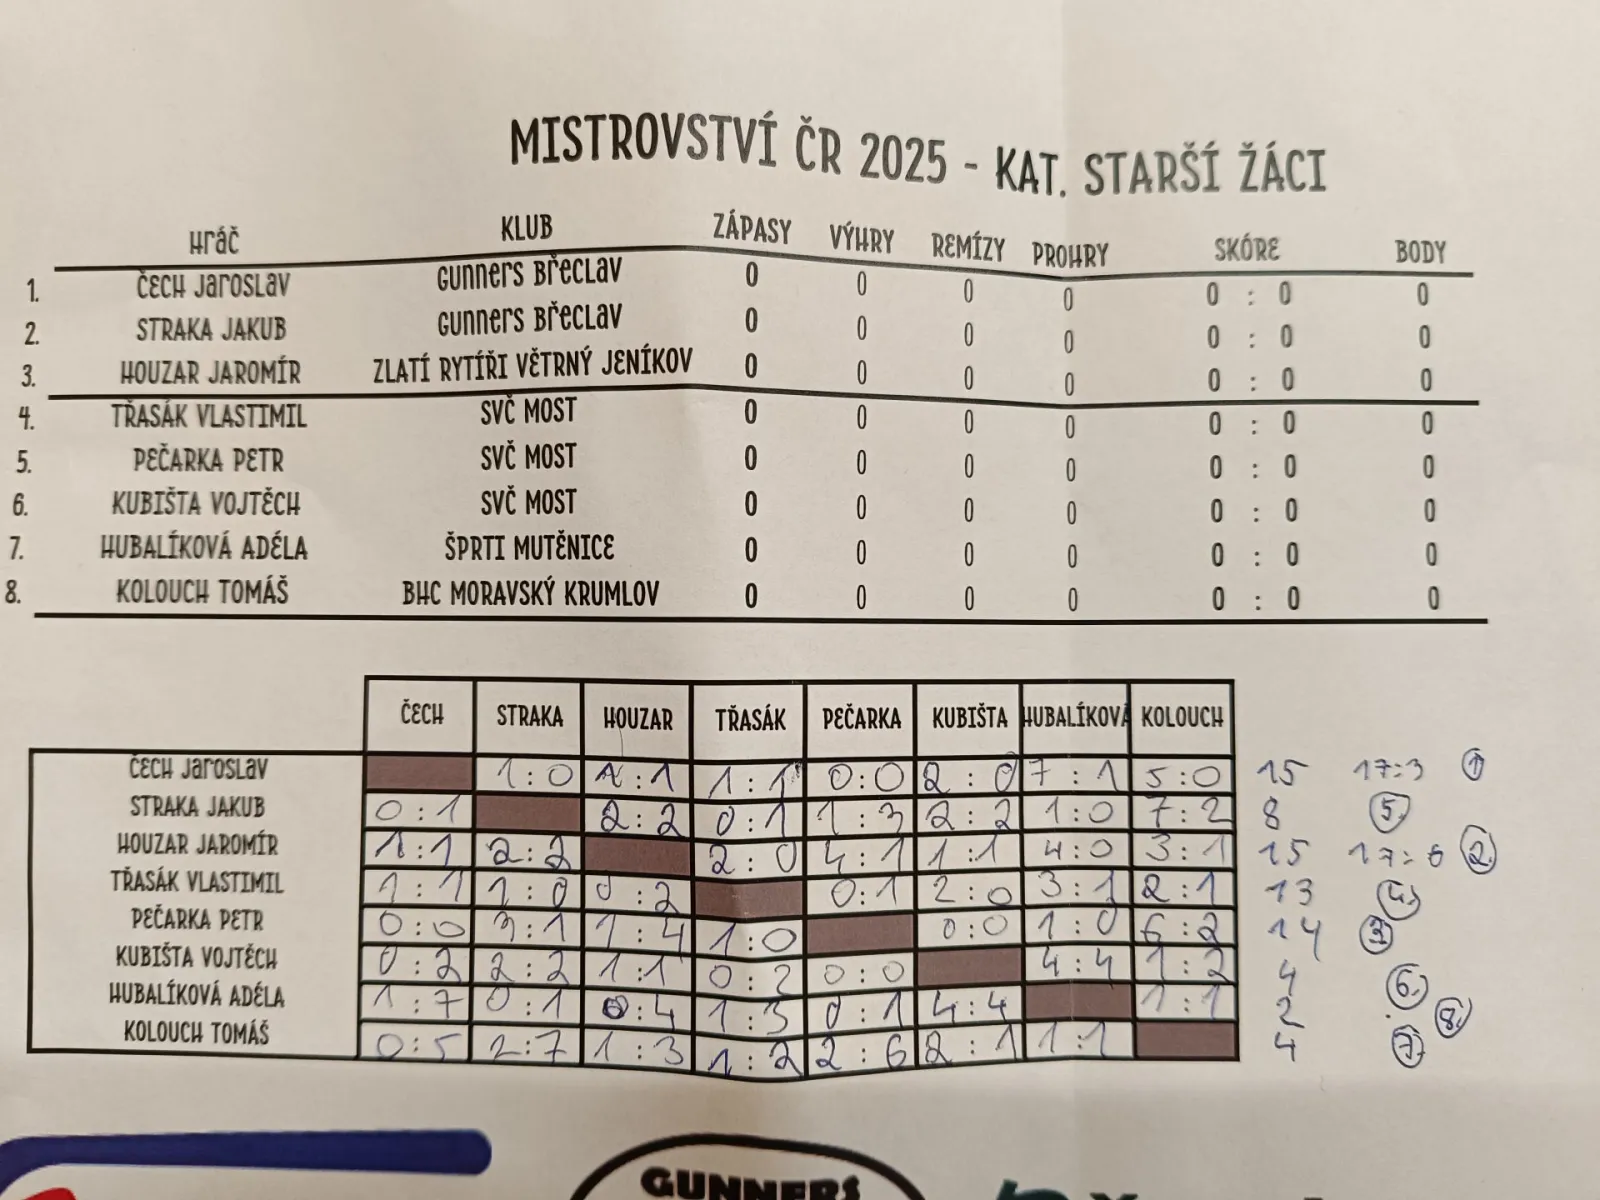 MISTROVSTVÍ ČR 2025 - KAT. STARŠÍ ŽÁCI
Hráč KLUB ZÁPASY VÝHRY REMÍZY PROHRY SKÓRE BODY
1. ČECH Jaroslav Gunners Břeclav 0 0 0 0 0 : 0 0
2. STRAKA JAKUB Gunners Břeclav 0 0 0 0 0 : 0 0
3. HOUZAR JAROMÍR ZLATÍ RYTÍŘI VĚTRNÝ JENÍKOV 0 0 0 0 0 : 0 0
4. TŘASÁK VLASTIMIL SVČ MOST 0 0 0 0 0 : 0 0
5. PEČARKA PETR SVČ MOST 0 0 0 0 0 : 0 0
6. KUBIŠTA VOJTĚCH SVČ MOST 0 0 0 0 0 : 0 0
7. HUBALÍKOVÁ ADÉLA ŠPRTI MUTĚNICE 0 0 0 0 0 : 0 0
8. KOLOUCH TOMÁŠ BHC MORAVSKÝ KRUMLOV 0 0 0 0 0 : 0 0
ČECH STRAKA HOUZAR TŘASÁK PEČARKA KUBIŠTA HUBALÍKOVÁ KOLOUCH
ČECH Jaroslav 1:0 1:1 1:1 0:0 2:0 7:1 5:0 15 17:3 1
STRAKA JAKUB 0:1 2:2 0:1 1:3 2:2 1:0 7:2 8 5.
HOUZAR JAROMÍR 1:1 2:2 2:0 4:1 1:1 4:0 3:1 15 17:6 2.
TŘASÁK VLASTIMIL 1:1 1:0 0:2 0:1 2:0 3:1 2:1 13 4.
PEČARKA PETR 0:0 3:1 1:4 1:0 0:0 1:0 6:2 14 3.
KUBIŠTA VOJTĚCH 0:2 2:2 1:1 0:2 0:0 4:4 1:2 4 6.
HUBALÍKOVÁ ADÉLA 1:7 0:1 0:4 1:3 0:1 4:4 1:1 2 8.
KOLOUCH TOMÁŠ 0:5 2:7 1:3 1:2 2:6 2:1 1:1 4 7.
GUNNERS